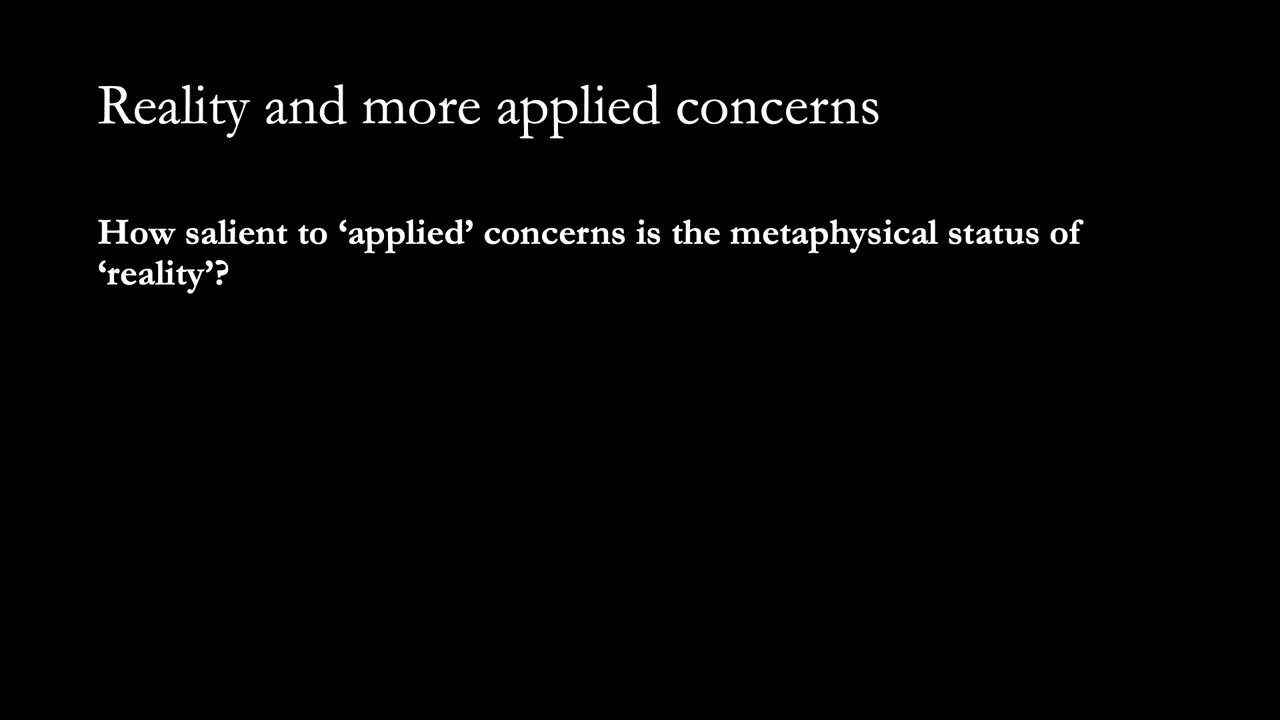 Reality and more applied concerns
How salient to ‘applied’ concerns is the metaphysical status of
‘reality’?